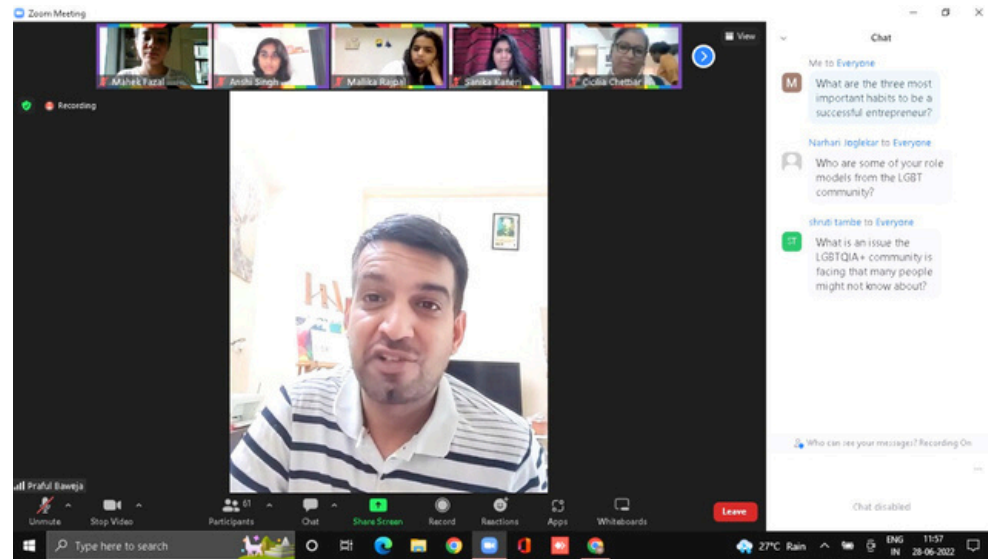 Zoom Meeting
Mahek Fazal
Anshi Singh
Mallika Rajpal
Sanika Kaneri
Cicilia Chettiar
View
Recording
Praful Baweja
Chat
Me to Everyone
M
What are the three most
important habits to be a
successful entrepreneur?
Narhari Joglekar to Everyone
Who are some of your role
models from the LGBT
community?
shruti tambe to Everyone
ST
What is an issue the
LGBTQIA+ community is
facing that many people
might not know about?
Who can see your messages? Recording On
Chat disabled
61
Unmute
Stop Video
Participants
Chat
Share Screen
Record
Reactions
Apps
Whiteboards
Leave
Type here to search
27°C Rain
ENG
IN
11:57
28-06-2022